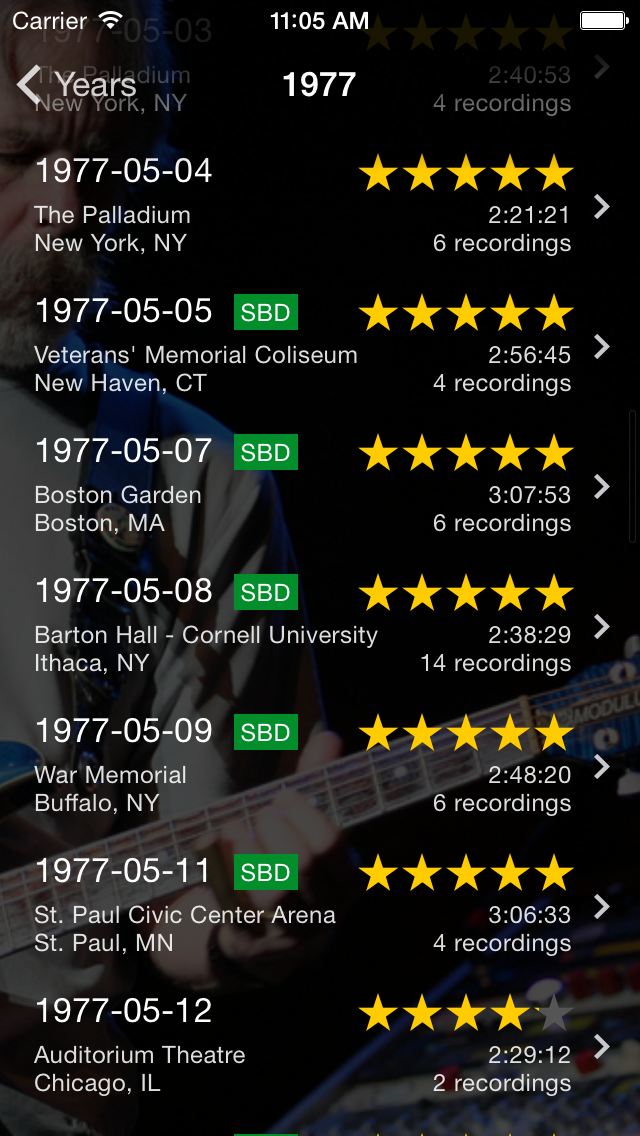 Carrier 11:05 AM
1977-05-03
The Palladium 2:40:53
Years 1977
New York, NY 4 recordings
1977-05-04
The Palladium 2:21:21
New York, NY 6 recordings
1977-05-05 SBD
Veterans' Memorial Coliseum 2:56:45
New Haven, CT 4 recordings
1977-05-07 SBD
Boston Garden 3:07:53
Boston, MA 6 recordings
1977-05-08 SBD
Barton Hall - Cornell University 2:38:29
Ithaca, NY 14 recordings
1977-05-09 SBD
War Memorial 2:48:20
Buffalo, NY 6 recordings
1977-05-11 SBD
St. Paul Civic Center Arena 3:06:33
St. Paul, MN 4 recordings
1977-05-12
Auditorium Theatre 2:29:12
Chicago, IL 2 recordings